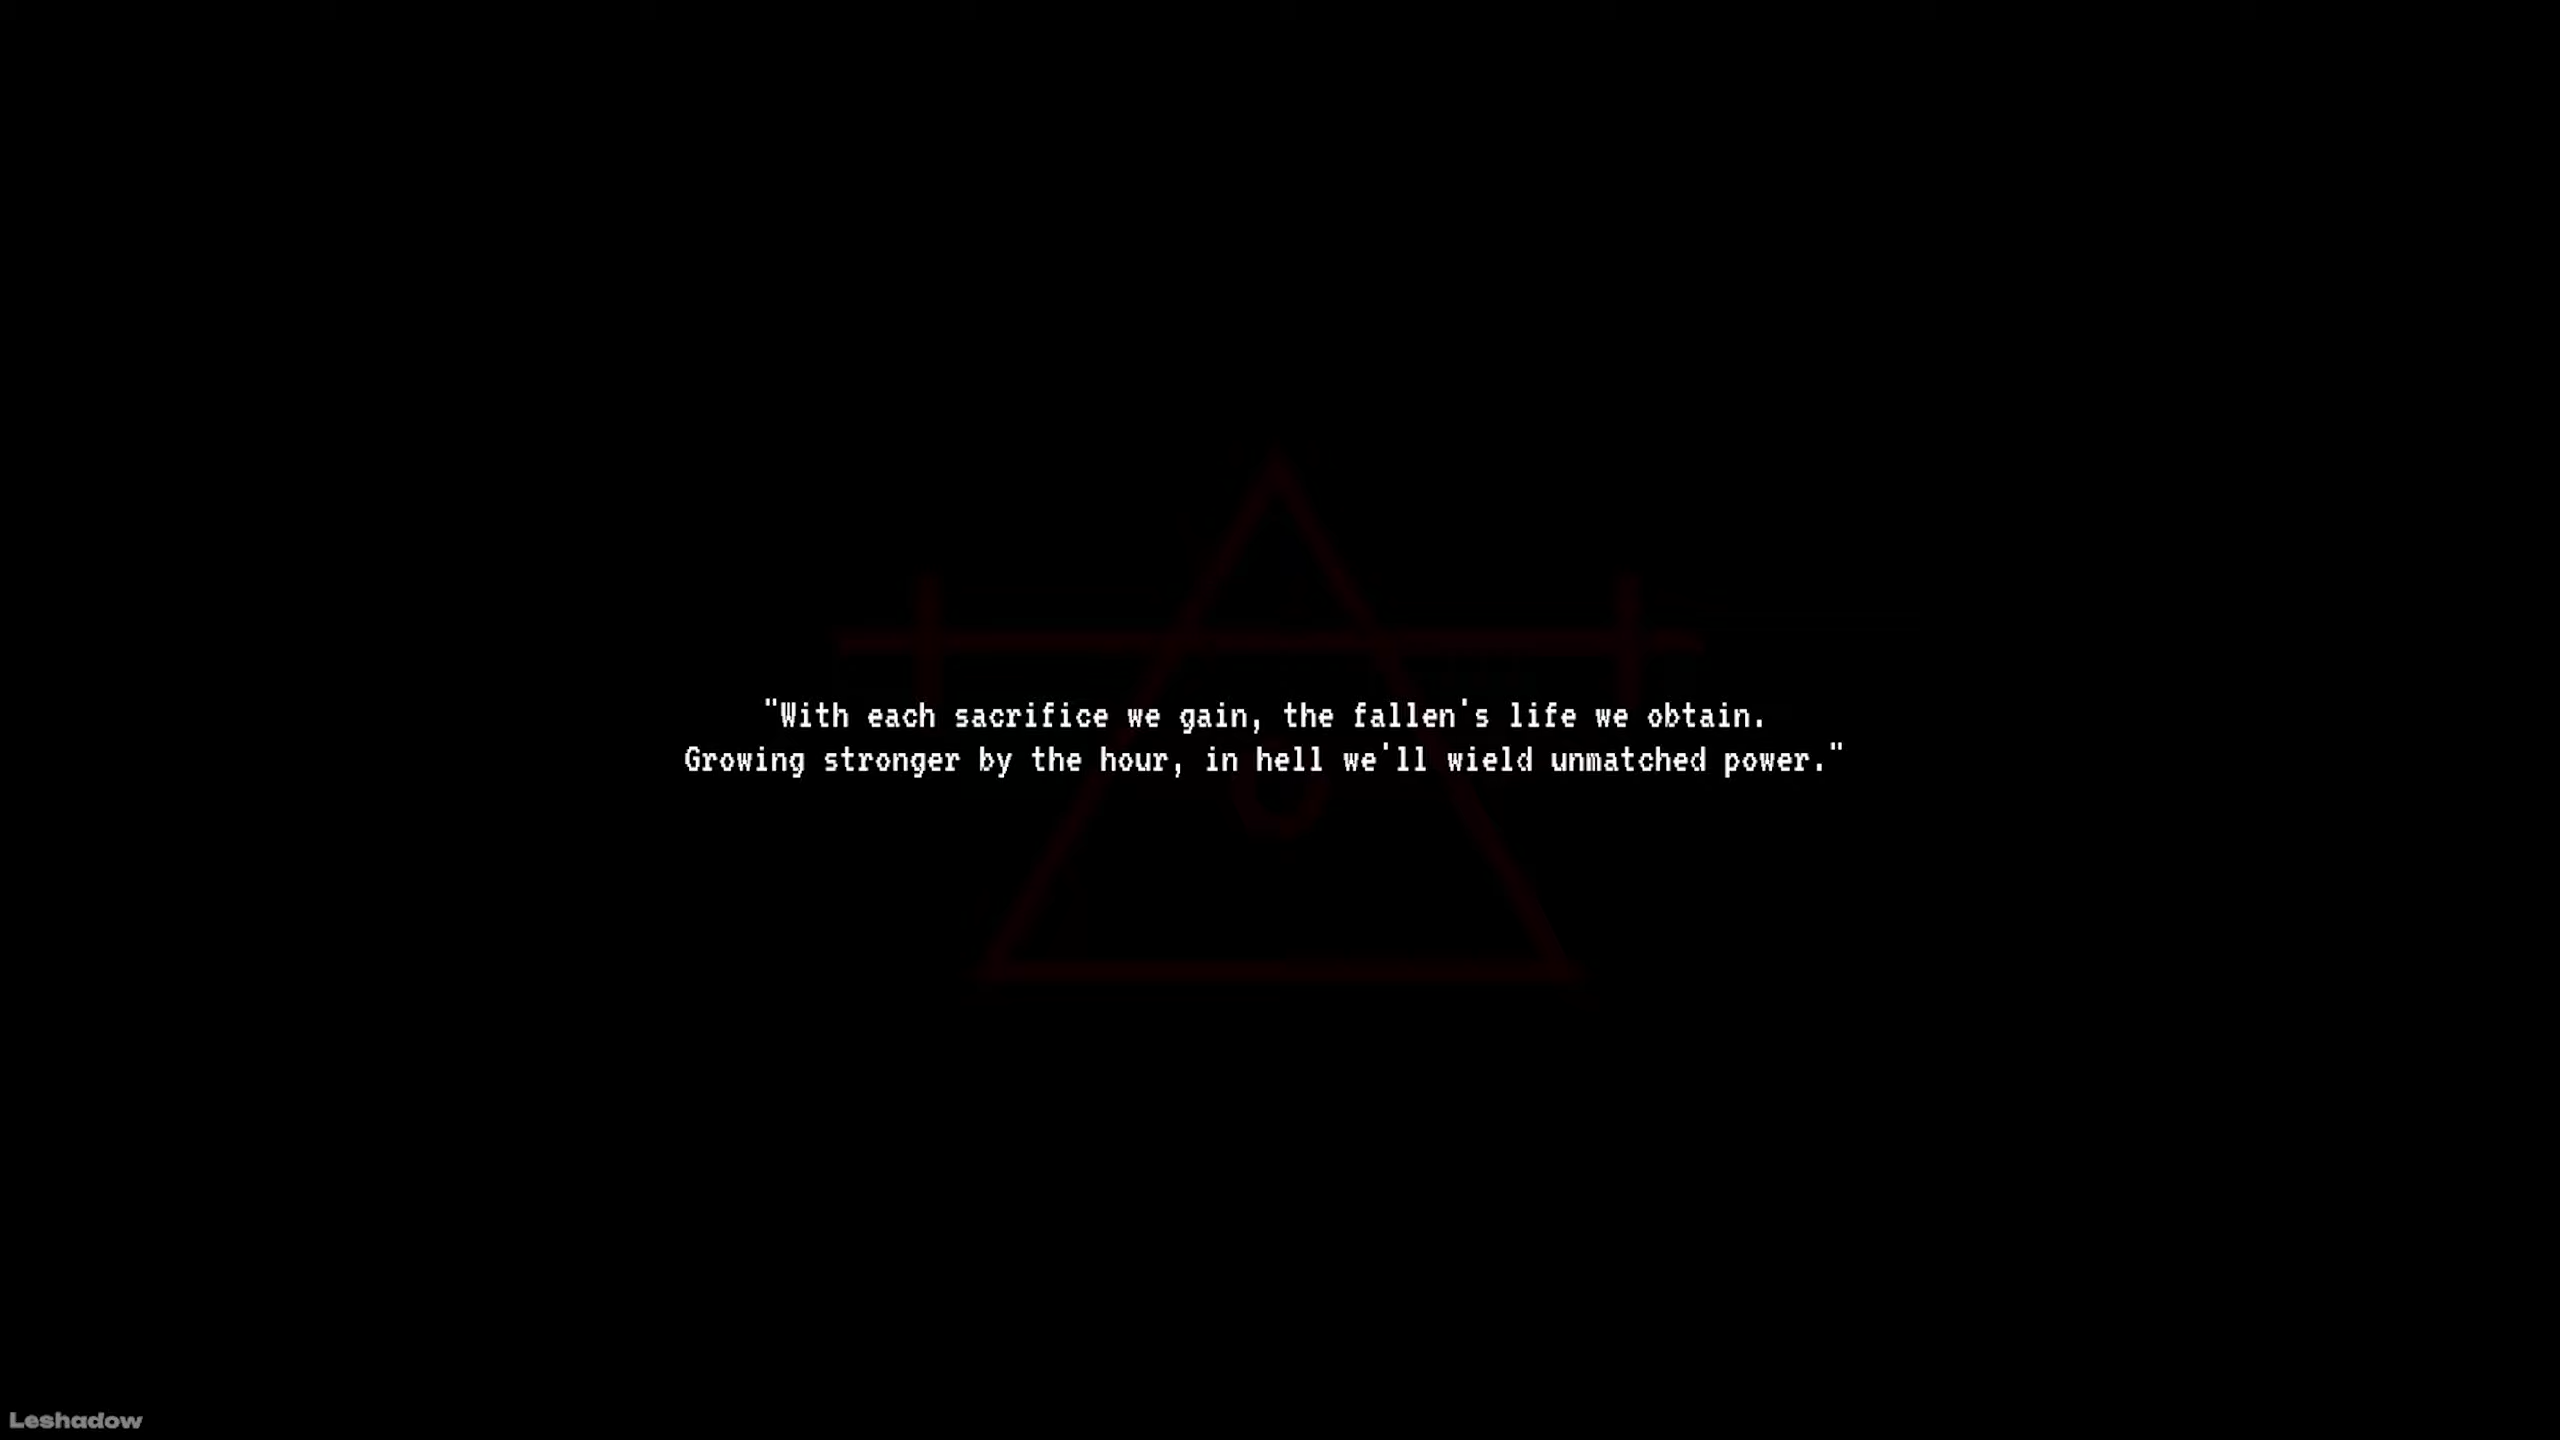 "With each sacrifice we gain, the fallen's life we obtain.
Growing stronger by the hour, in hell we'll wield unmatched power."
Leshadow